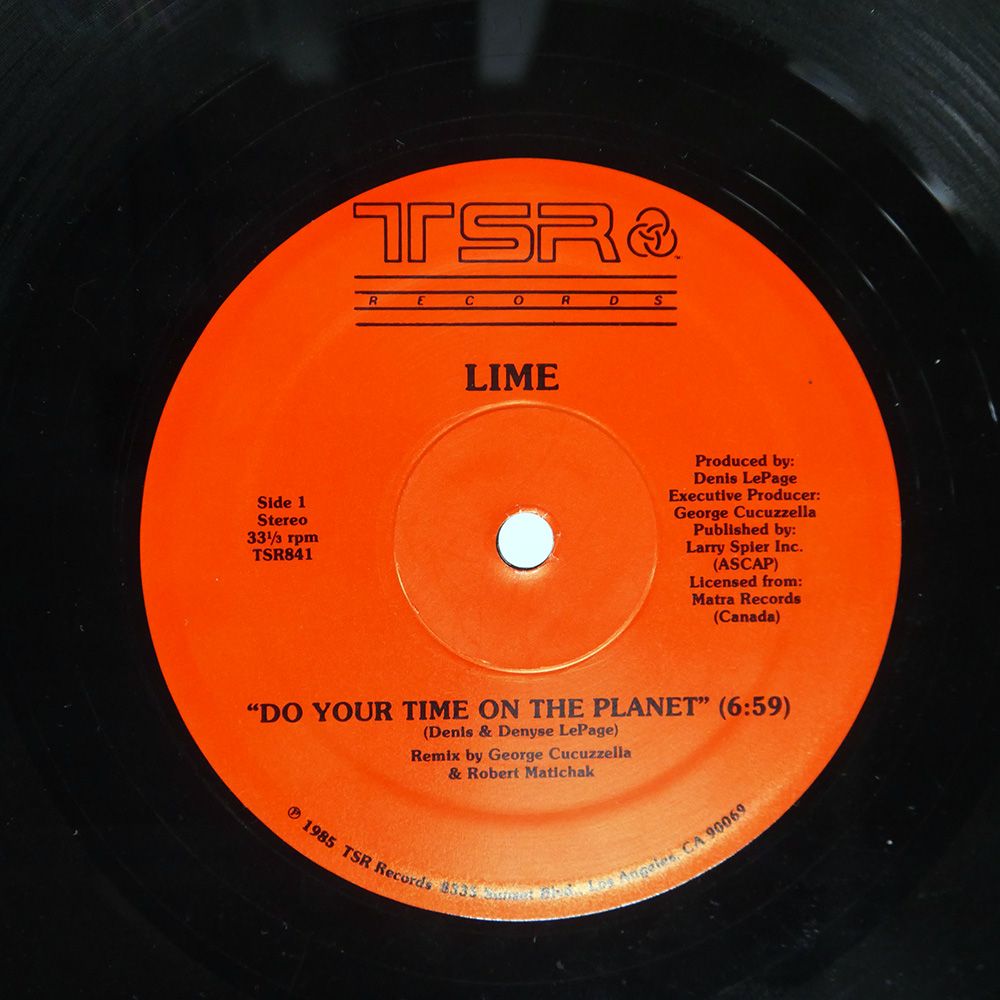 TSR
RECORDS
LIME
Side 1
Stereo
33⅓ rpm
TSR841
Produced by:
Denis LePage
Executive Producer:
George Cucuzzella
Published by:
Larry Spier Inc.
(ASCAP)
Licensed from:
Matra Records
(Canada)
"DO YOUR TIME ON THE PLANET" (6:59)
(Denis & Denyse LePage)
Remix by George Cucuzzella
& Robert Matichak
℗ 1985 TSR Records Sunset Blvd., Los Angeles, CA 90069